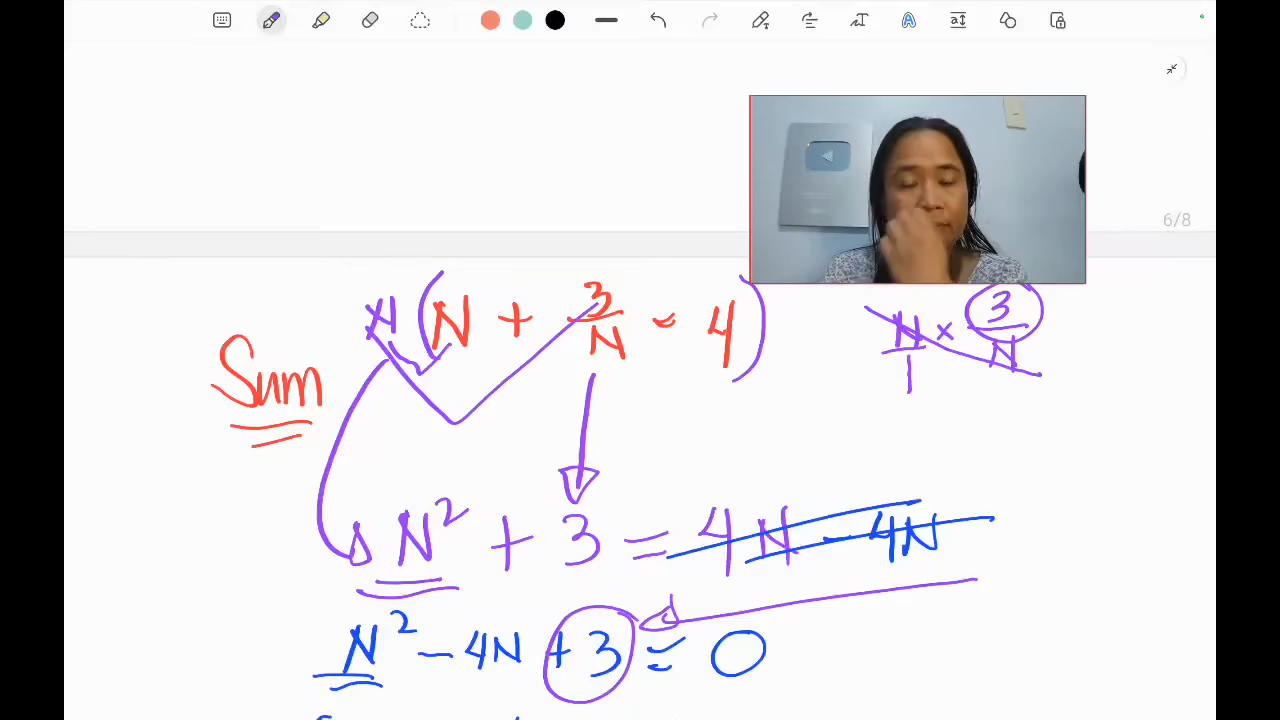 6/8
N(N + 3/N = 4)
N/1 × 3/N
Sum
N² + 3 = 4N - 4N
N² - 4N + 3 = 0